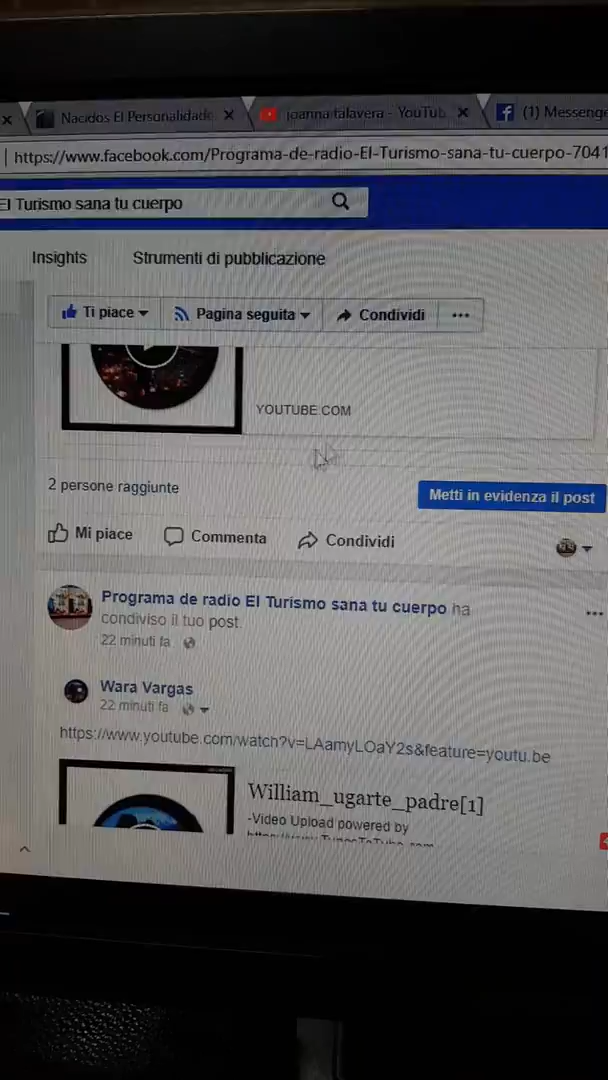 Nacidos El Personalidade
joanna talavera - YouTub
(1) Messenge
https://www.facebook.com/Programa-de-radio-El-Turismo-sana-tu-cuerpo-7041
El Turismo sana tu cuerpo
Insights Strumenti di pubblicazione
Ti piace Pagina seguita Condividi
YOUTUBE.COM
2 persone raggiunte
Metti in evidenza il post
Mi piace Commenta Condividi
Programa de radio El Turismo sana tu cuerpo ha
condiviso il tuo post.
22 minuti fa
Wara Vargas
22 minuti fa
https://www.youtube.com/watch?v=LAamyLOaY2s&feature=youtu.be
William_ugarte_padre[1]
-Video Upload powered by